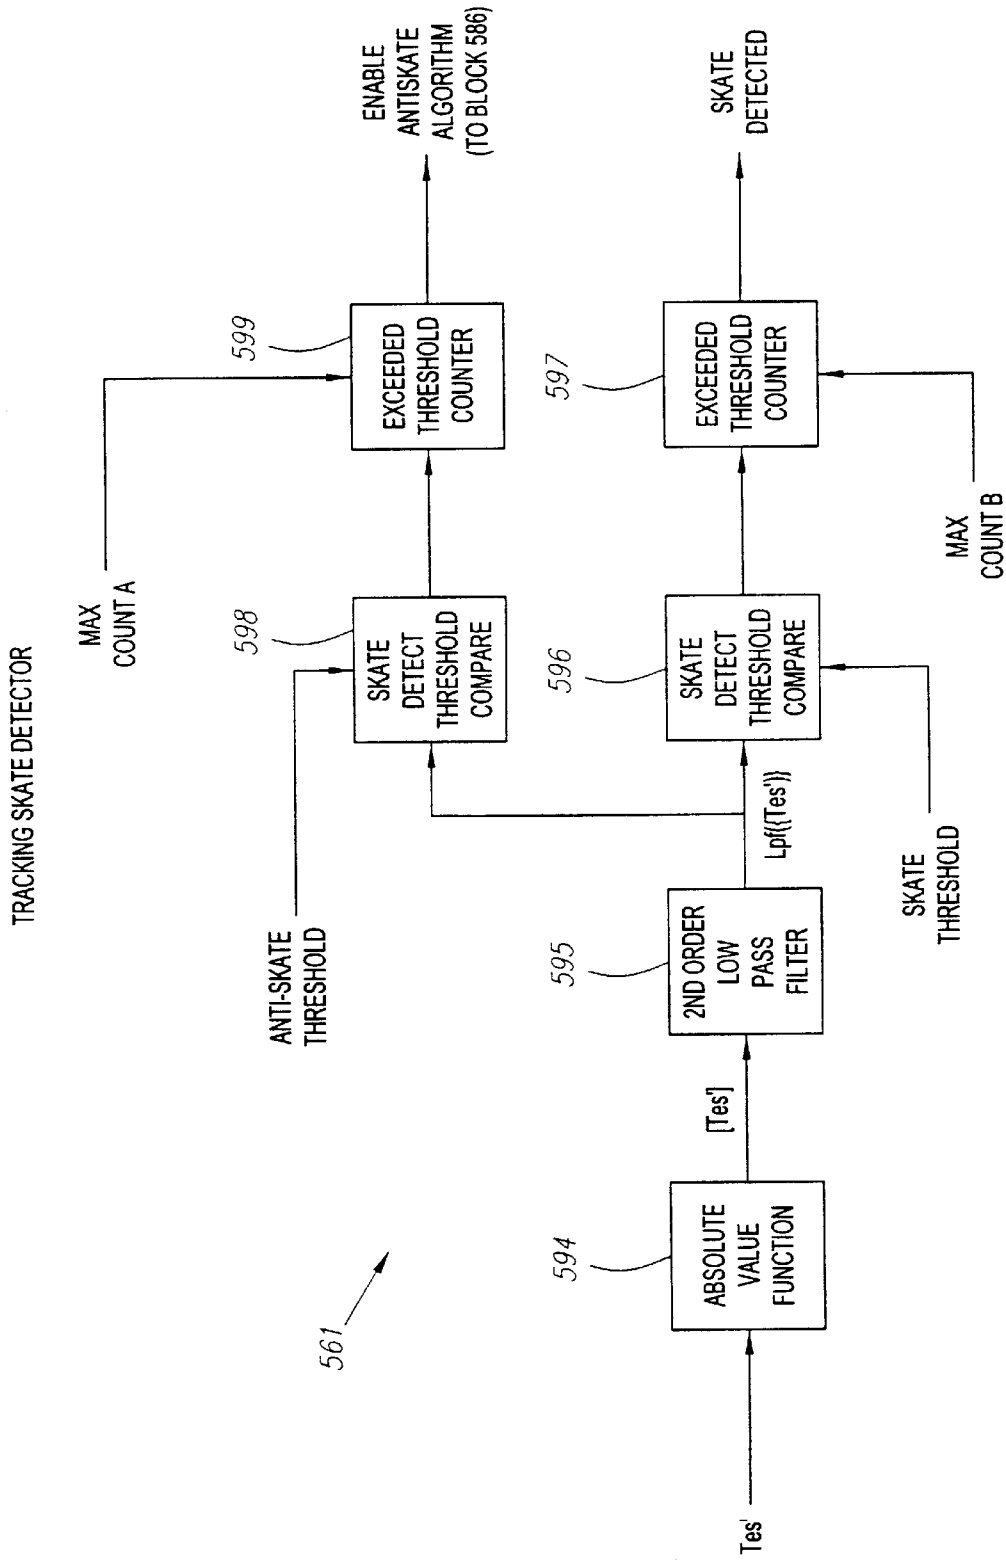 TRACKING SKATE DETECTOR
MAX
COUNT A
599
ENABLE
ANTISKATE
ALGORITHM
(TO BLOCK 586)
EXCEEDED
THRESHOLD
COUNTER
ANTI-SKATE
THRESHOLD
598
SKATE
DETECT
THRESHOLD
COMPARE
561
594
595
596
597
Tes'
ABSOLUTE
VALUE
FUNCTION
[Tes']
2ND ORDER
LOW
PASS
FILTER
Lpf({Tes'})
SKATE
DETECT
THRESHOLD
COMPARE
EXCEEDED
THRESHOLD
COUNTER
SKATE
DETECTED
SKATE
THRESHOLD
MAX
COUNT B